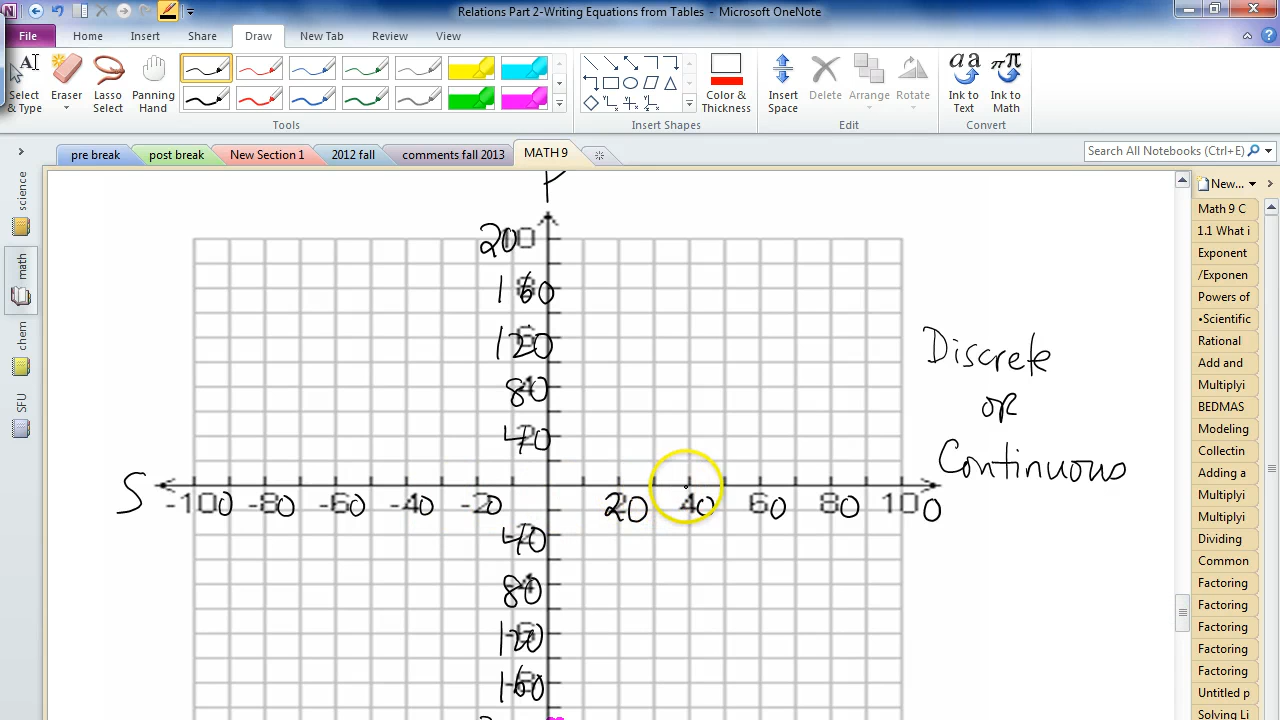 Relations Part 2-Writing Equations from Tables - Microsoft OneNote
File Home Insert Share Draw New Tab Review View
Select & Type
Eraser
Lasso Select
Panning Hand
Color & Thickness
Insert Space
Delete
Arrange
Rotate
Ink to Text
Ink to Math
Tools
Insert Shapes
Edit
Convert
pre break
post break
New Section 1
2012 fall
comments fall 2013
MATH 9
Search All Notebooks (Ctrl+E)
science
math
chem
SFU
P
200
160
120
80
40
S
-100 -80 -60 -40 -20 20 40 60 80 100
40
80
120
160
Discrete
or
Continuous
New...
Math 9 C
1.1 What i
Exponent
/Exponen
Powers of
•Scientific
Rational
Add and
Multiplyi
BEDMAS
Modeling
Collectin
Adding a
Multiplyi
Multiplyi
Dividing
Common
Factoring
Factoring
Factoring
Factoring
Factoring
Untitled p
Solving Li